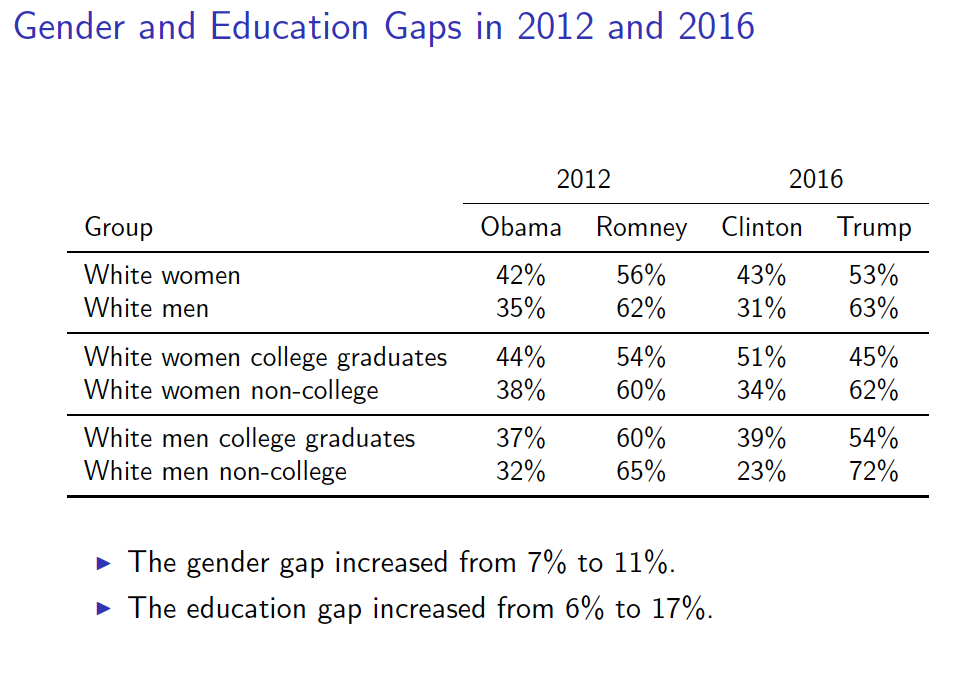 Gender and Education Gaps in 2012 and 2016
2012 2016
Group Obama Romney Clinton Trump
White women 42% 56% 43% 53%
White men 35% 62% 31% 63%
White women college graduates 44% 54% 51% 45%
White women non-college 38% 60% 34% 62%
White men college graduates 37% 60% 39% 54%
White men non-college 32% 65% 23% 72%
The gender gap increased from 7% to 11%.
The education gap increased from 6% to 17%.